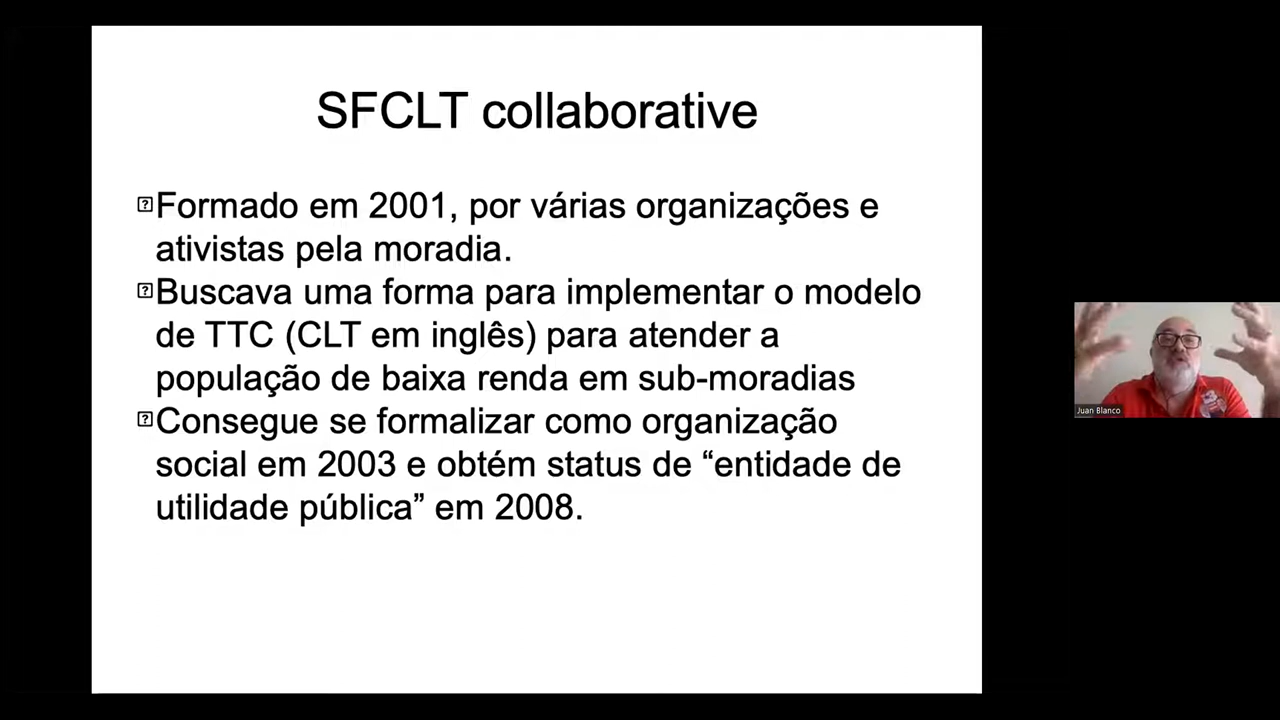 SFCLT collaborative
Formado em 2001, por várias organizações e
ativistas pela moradia.
Buscava uma forma para implementar o modelo
de TTC (CLT em inglês) para atender a
população de baixa renda em sub-moradias
Consegue se formalizar como organização
social em 2003 e obtém status de “entidade de
utilidade pública” em 2008.
Juan Blanco